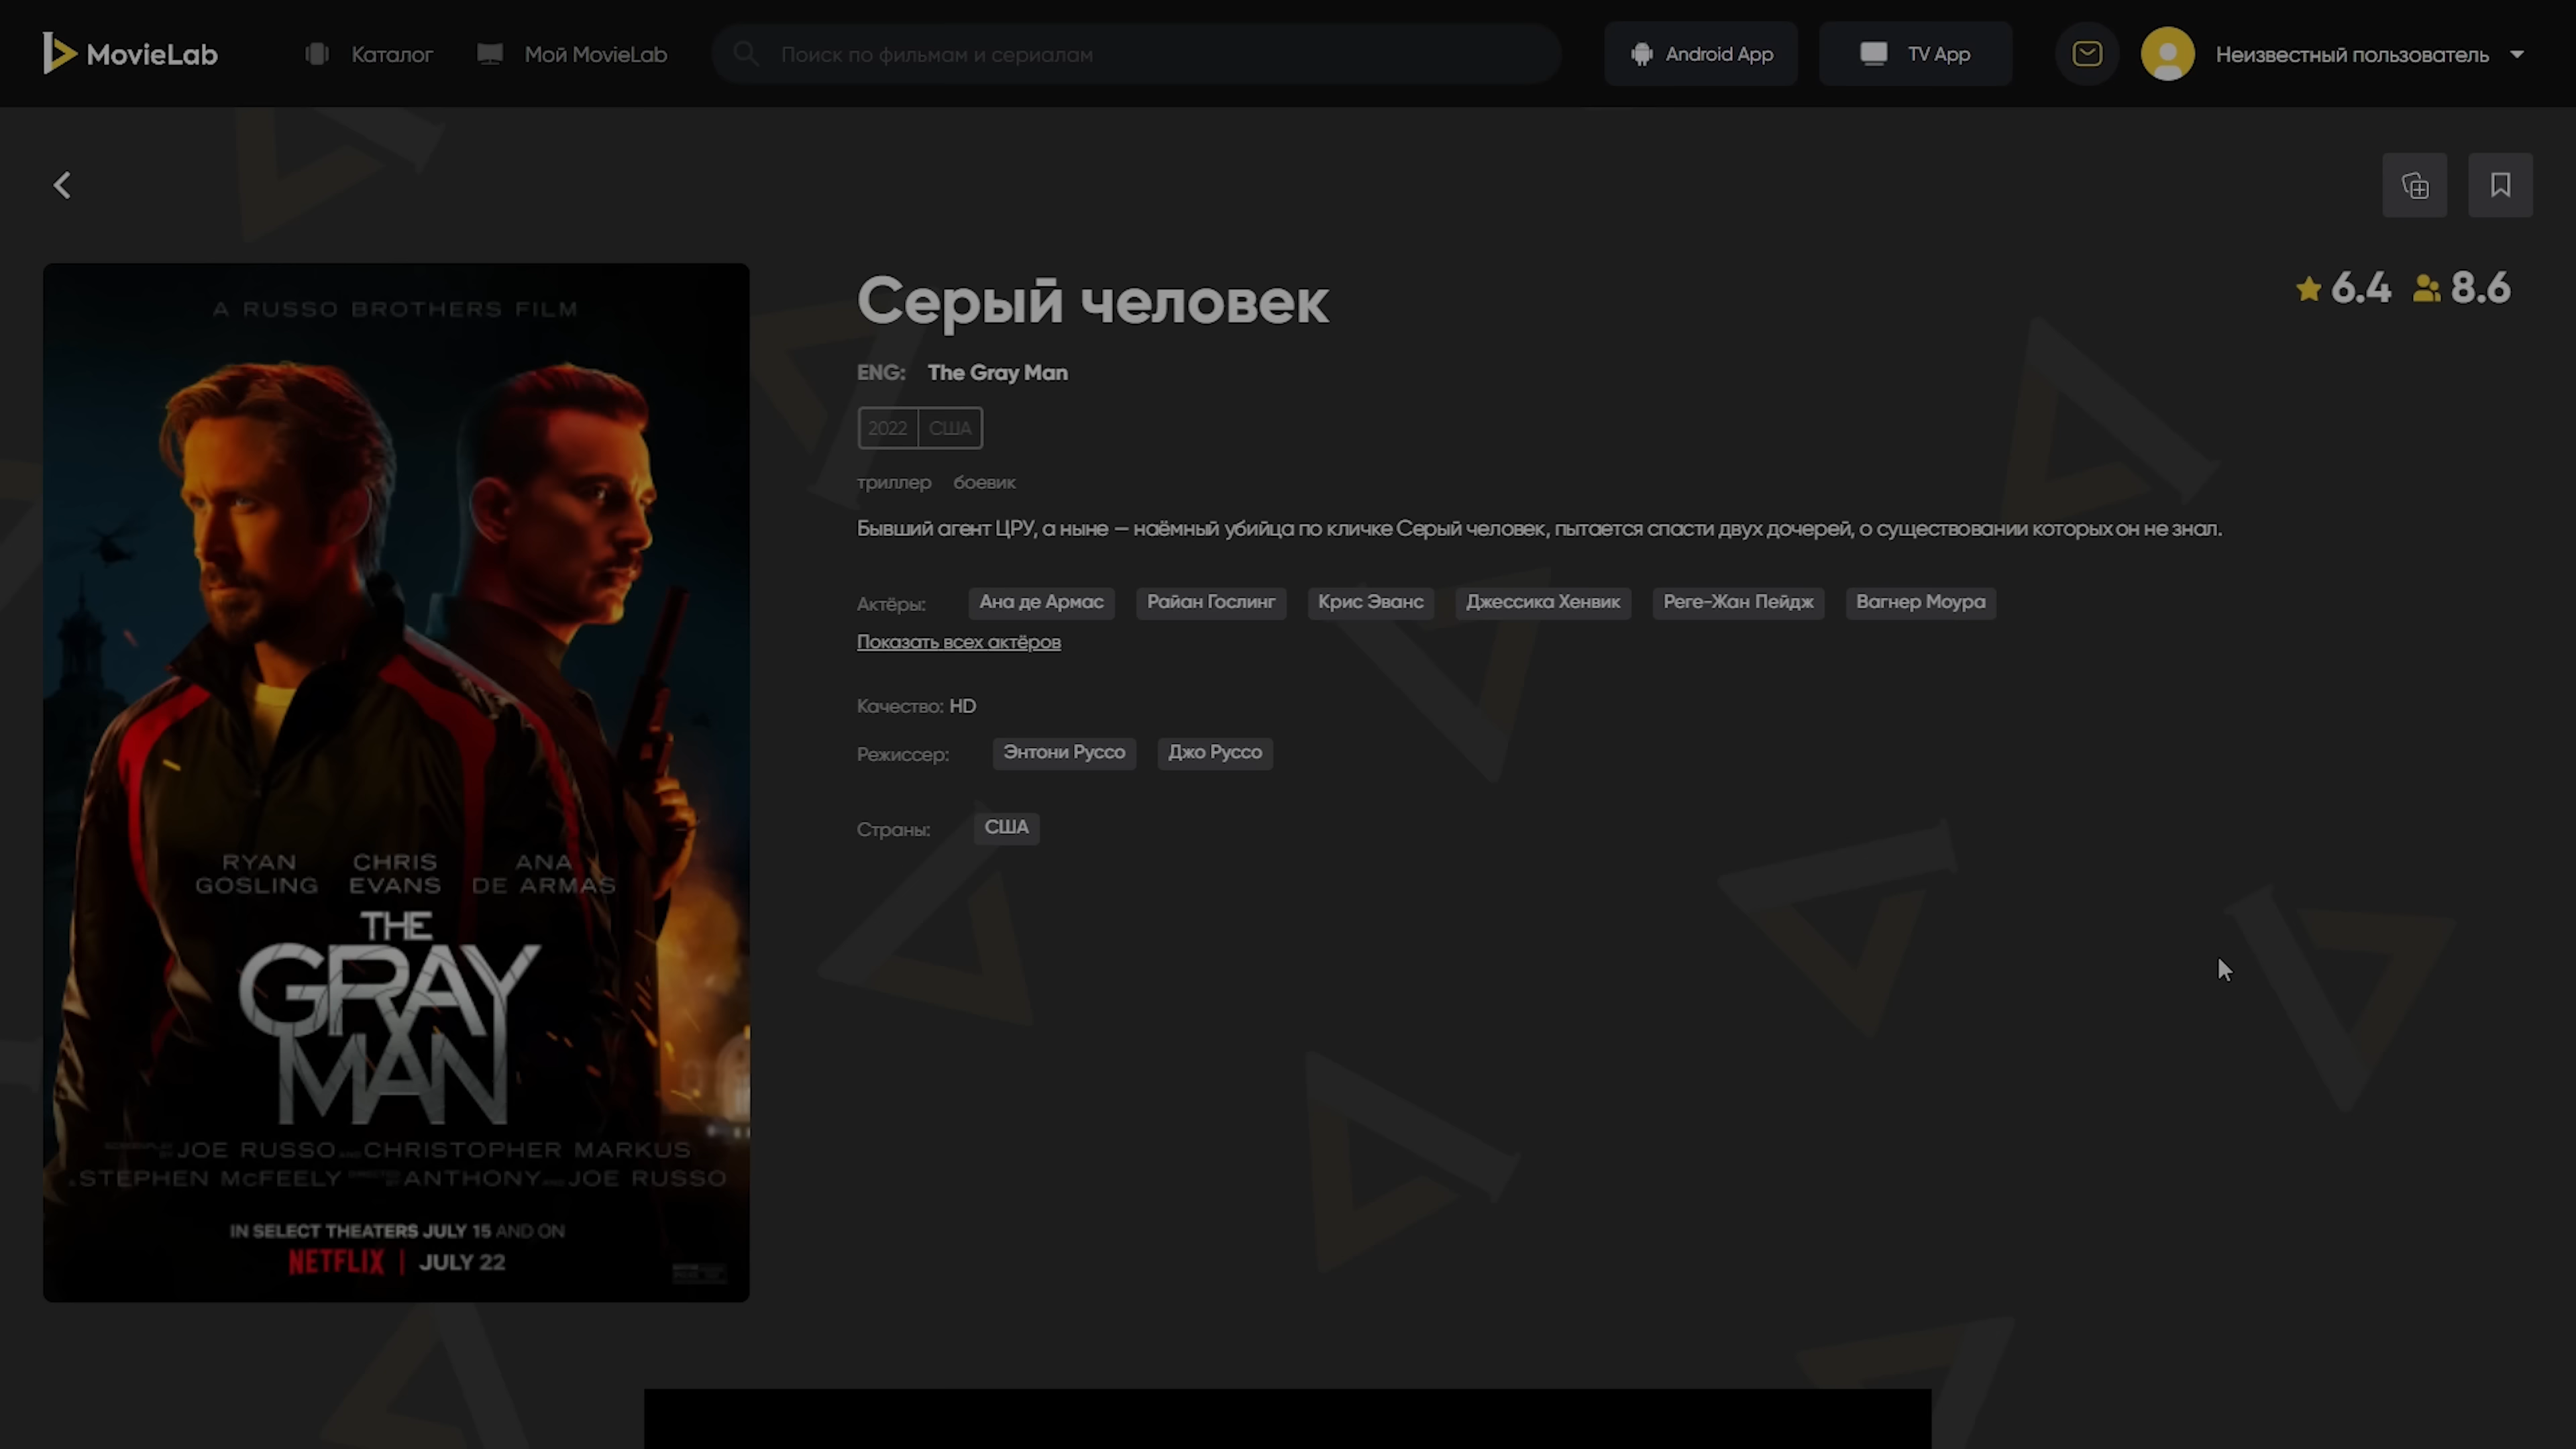 MovieLab
Каталог
Мой MovieLab
Поиск по фильмам и сериалам
Android App
TV App
Неизвестный пользователь
A RUSSO BROTHERS FILM
RYAN GOSLING
CHRIS EVANS
ANA DE ARMAS
THE
GRAY
MAN
JOE RUSSO AND CHRISTOPHER MARKUS
STEPHEN McFEELY ANTHONY AND JOE RUSSO
IN SELECT THEATERS JULY 15 AND ON
NETFLIX | JULY 22
Серый человек
6.4 8.6
ENG: The Gray Man
2022 США
триллер боевик
Бывший агент ЦРУ, а ныне — наёмный убийца по кличке Серый человек, пытается спасти двух дочерей, о существовании которых он не знал.
Актёры: Ана де Армас Райан Гослинг Крис Эванс Джессика Хенвик Реге-Жан Пейдж Вагнер Моура
Показать всех актёров
Качество: HD
Режиссер: Энтони Руссо Джо Руссо
Страны: США